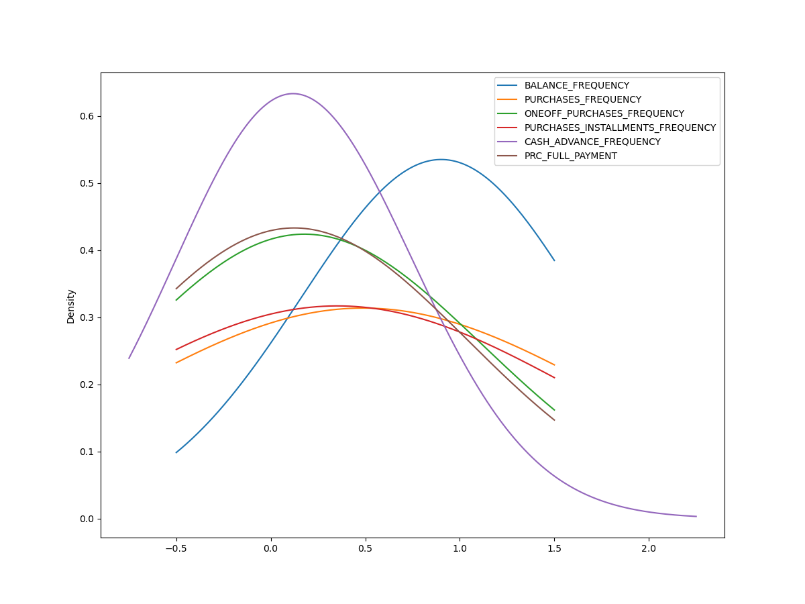 BALANCE_FREQUENCY
PURCHASES_FREQUENCY
ONEOFF_PURCHASES_FREQUENCY
PURCHASES_INSTALLMENTS_FREQUENCY
CASH_ADVANCE_FREQUENCY
PRC_FULL_PAYMENT
Density
0.6
0.5
0.4
0.3
0.2
0.1
0.0
−0.5 0.0 0.5 1.0 1.5 2.0